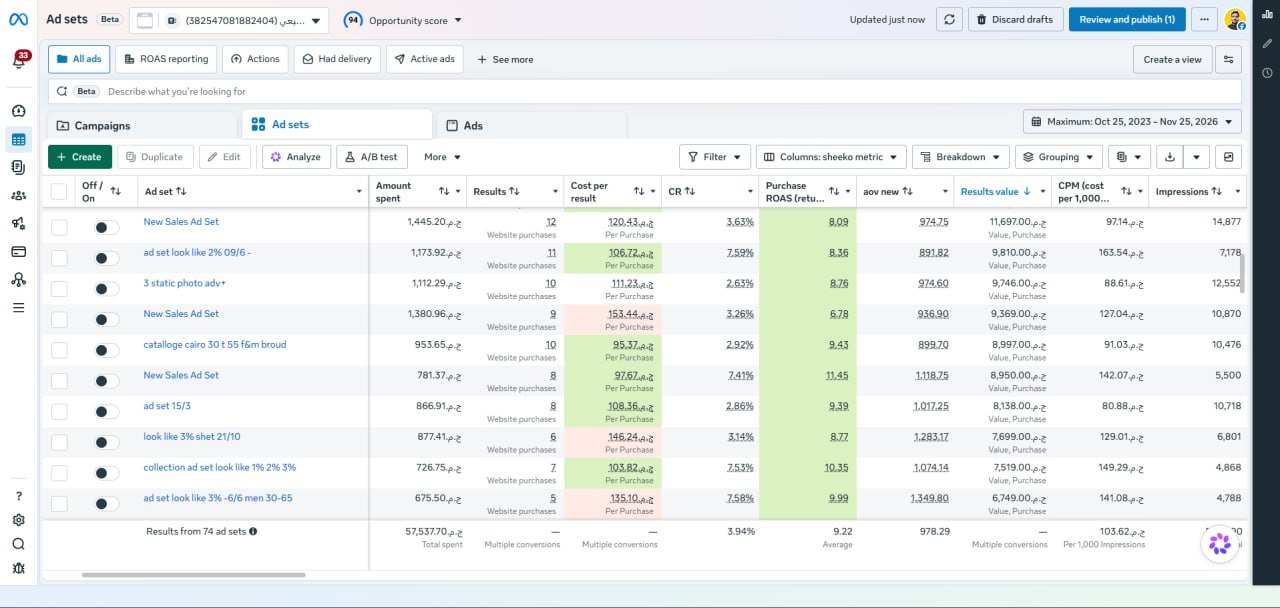 Ad sets Beta (382547081882404) ...يعي 94 Opportunity score Updated just now Discard drafts Review and publish (1)
33
All ads ROAS reporting Actions Had delivery Active ads + See more Create a view
Beta Describe what you're looking for
Campaigns Ad sets Ads Maximum: Oct 25, 2023 – Nov 25, 2026
+ Create Duplicate Edit Analyze A/B test More Filter Columns: sheeko metric Breakdown Grouping
Off / On Ad set Amount spent Results Cost per result CR Purchase ROAS (retu... aov new Results value ↓ CPM (cost per 1,000... Impressions
New Sales Ad Set 1,445.20.ج.م 12 120.43.ج.م 3.63% 8.09 974.75 11,697.00.ج.م 97.14.ج.م 14,877
Website purchases Per Purchase Value, Purchase
ad set look like 2% 09/6 - 1,173.92.ج.م 11 106.72.ج.م 7.59% 8.36 891.82 9,810.00.ج.م 163.54.ج.م 7,178
Website purchases Per Purchase Value, Purchase
3 static photo adv+ 1,112.29.ج.م 10 111.23.ج.م 2.63% 8.76 974.60 9,746.00.ج.م 88.61.ج.م 12,552
Website purchases Per Purchase Value, Purchase
New Sales Ad Set 1,380.96.ج.م 9 153.44.ج.م 3.26% 6.78 936.90 9,369.00.ج.م 127.04.ج.م 10,870
Website purchases Per Purchase Value, Purchase
catalloge cairo 30 t 55 f&m broud 953.65.ج.م 10 95.37.ج.م 2.92% 9.43 899.70 8,997.00.ج.م 91.03.ج.م 10,476
Website purchases Per Purchase Value, Purchase
New Sales Ad Set 781.37.ج.م 8 97.67.ج.م 7.41% 11.45 1,118.75 8,950.00.ج.م 142.07.ج.م 5,500
Website purchases Per Purchase Value, Purchase
ad set 15/3 866.91.ج.م 8 108.36.ج.م 2.86% 9.39 1,017.25 8,138.00.ج.م 80.88.ج.م 10,718
Website purchases Per Purchase Value, Purchase
look like 3% shet 21/10 877.41.ج.م 6 146.24.ج.م 3.14% 8.77 1,283.17 7,699.00.ج.م 129.01.ج.م 6,801
Website purchases Per Purchase Value, Purchase
collection ad set look like 1% 2% 3% 726.75.ج.م 7 103.82.ج.م 7.53% 10.35 1,074.14 7,519.00.ج.م 149.29.ج.م 4,868
Website purchases Per Purchase Value, Purchase
ad set look like 3% -6/6 men 30-65 675.50.ج.م 5 135.10.ج.م 7.58% 9.99 1,349.80 6,749.00.ج.م 141.08.ج.م 4,788
Website purchases Per Purchase Value, Purchase
Results from 74 ad sets 57,537.70.ج.م — — 3.94% 9.22 978.29 — 103.62.ج.م
Total spent Multiple conversions Multiple conversions Average Multiple conversions Per 1,000 Impressions